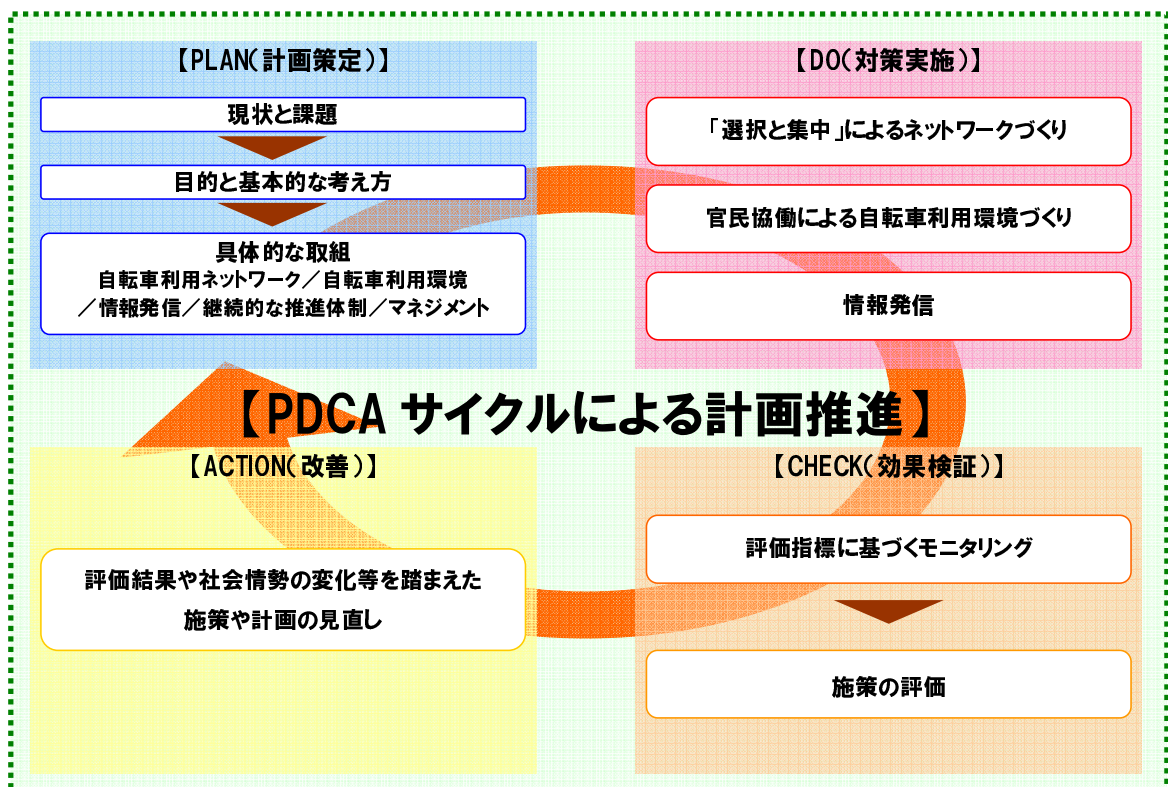 【PLAN(計画策定)】
現状と課題
目的と基本的な考え方
具体的な取組
自転車利用ネットワーク／自転車利用環境
／情報発信／継続的な推進体制／マネジメント
【DO(対策実施)】
「選択と集中」によるネットワークづくり
官民協働による自転車利用環境づくり
情報発信
【PDCA サイクルによる計画推進】
【ACTION(改善)】
評価結果や社会情勢の変化等を踏まえた
施策や計画の見直し
【CHECK(効果検証)】
評価指標に基づくモニタリング
施策の評価